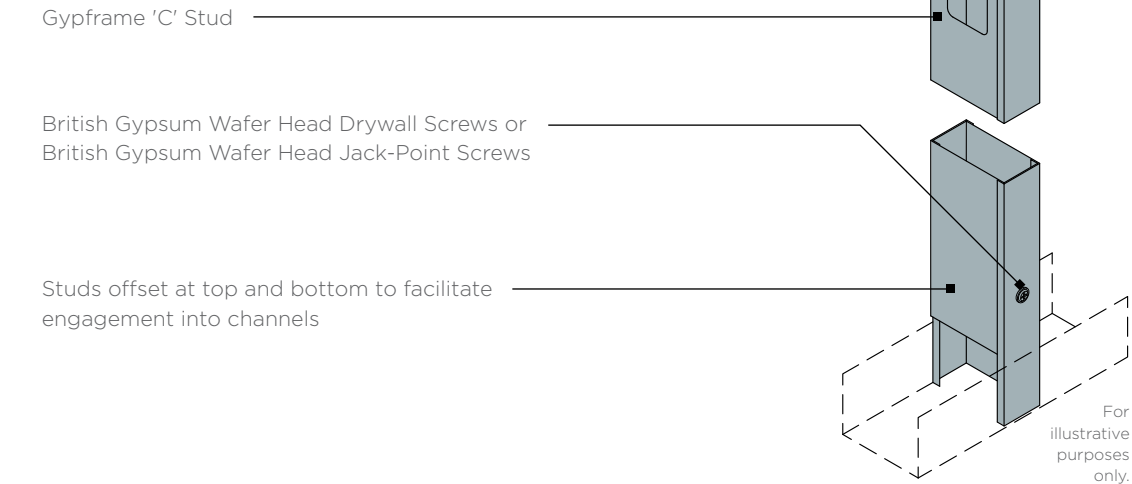 Gypframe 'C' Stud
British Gypsum Wafer Head Drywall Screws or
British Gypsum Wafer Head Jack-Point Screws
Studs offset at top and bottom to facilitate
engagement into channels
For
illustrative
purposes
only.